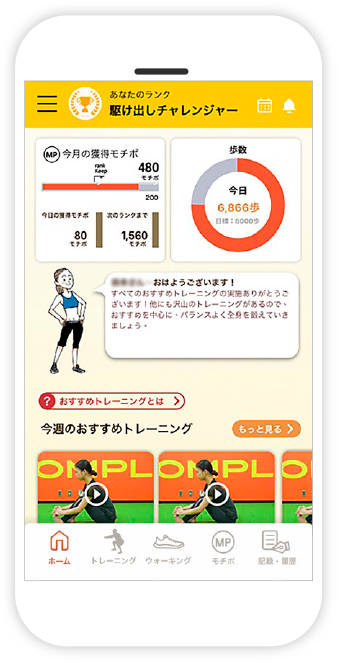 あなたのランク
駆け出しチャレンジャー
MP 今月の獲得モチポ
rank
Keep
480
モチポ
200
今日の獲得モチポ
80
モチポ
次のランクまで
1,560
モチポ
歩数
今日
6,866歩
目標:8000歩
おはようございます!
すべてのおすすめトレーニングの実施ありがとうございます!他にも沢山のトレーニングがあるので、
おすすめを中心に、バランスよく全身を鍛えていきましょう。
? おすすめトレーニングとは
今週のおすすめトレーニング
もっと見る
OMPL
OMPL
O
ホーム
トレーニング
ウォーキング
MP
モチポ
記録・履歴